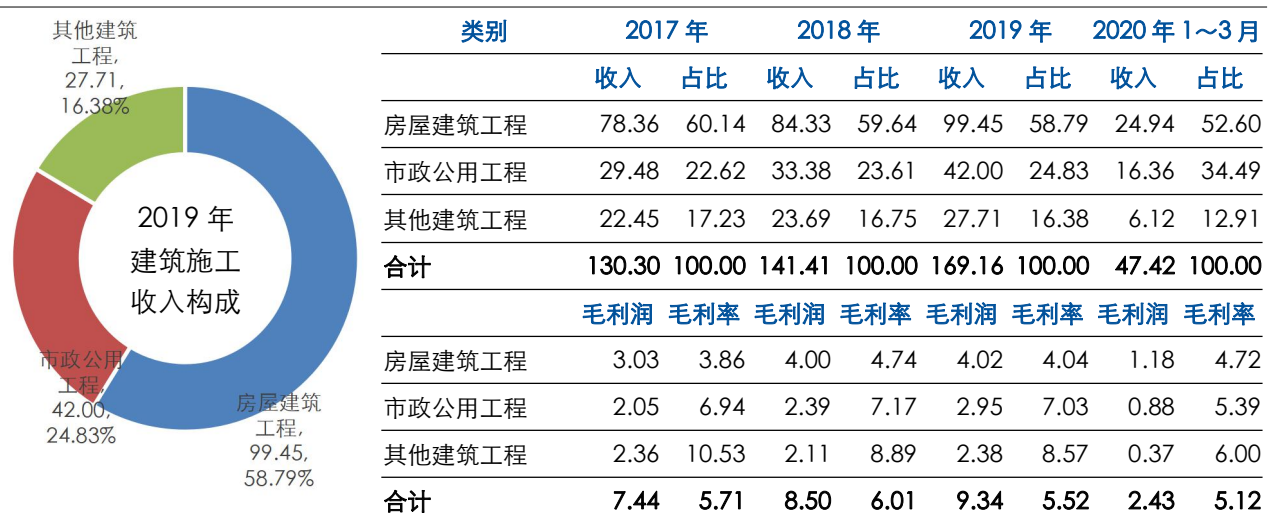 其他建筑
工程,
27.71,
16.38%
2019 年
建筑施工
收入构成
市政公用
工程,
42.00,
24.83%
房屋建筑
工程,
99.45,
58.79%
类别 2017 年 2018 年 2019 年 2020 年 1～3 月
收入 占比 收入 占比 收入 占比 收入 占比
房屋建筑工程 78.36 60.14 84.33 59.64 99.45 58.79 24.94 52.60
市政公用工程 29.48 22.62 33.38 23.61 42.00 24.83 16.36 34.49
其他建筑工程 22.45 17.23 23.69 16.75 27.71 16.38 6.12 12.91
合计 130.30 100.00 141.41 100.00 169.16 100.00 47.42 100.00
毛利润 毛利率 毛利润 毛利率 毛利润 毛利率 毛利润 毛利率
房屋建筑工程 3.03 3.86 4.00 4.74 4.02 4.04 1.18 4.72
市政公用工程 2.05 6.94 2.39 7.17 2.95 7.03 0.88 5.39
其他建筑工程 2.36 10.53 2.11 8.89 2.38 8.57 0.37 6.00
合计 7.44 5.71 8.50 6.01 9.34 5.52 2.43 5.12